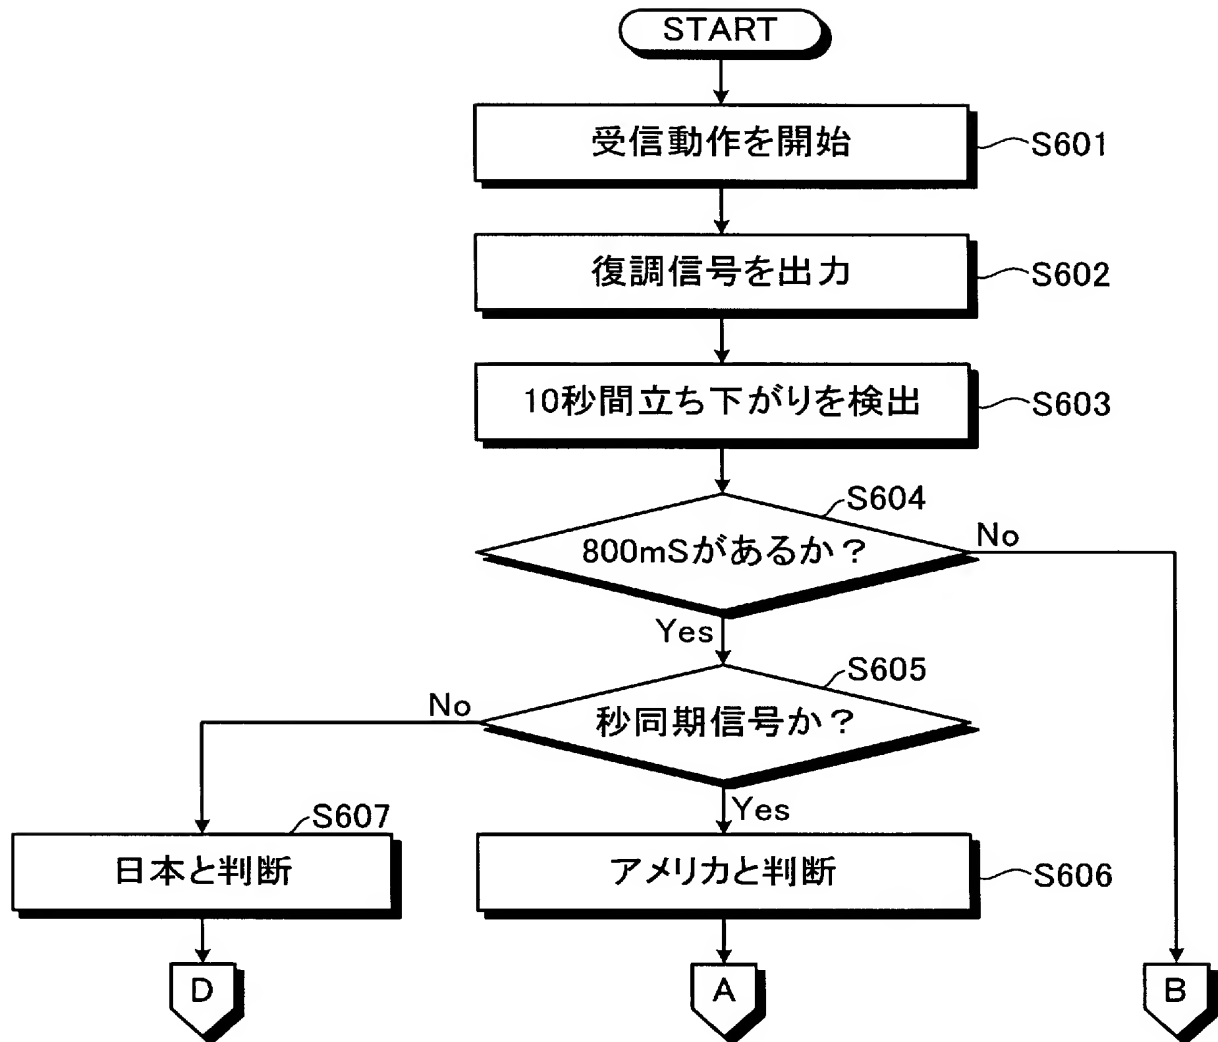 START
受信動作を開始
S601
復調信号を出力
S602
10秒間立ち下がりを検出
S603
S604
800mSがあるか？
No
Yes
S605
秒同期信号か？
No
Yes
S607
日本と判断
アメリカと判断
S606
D
A
B